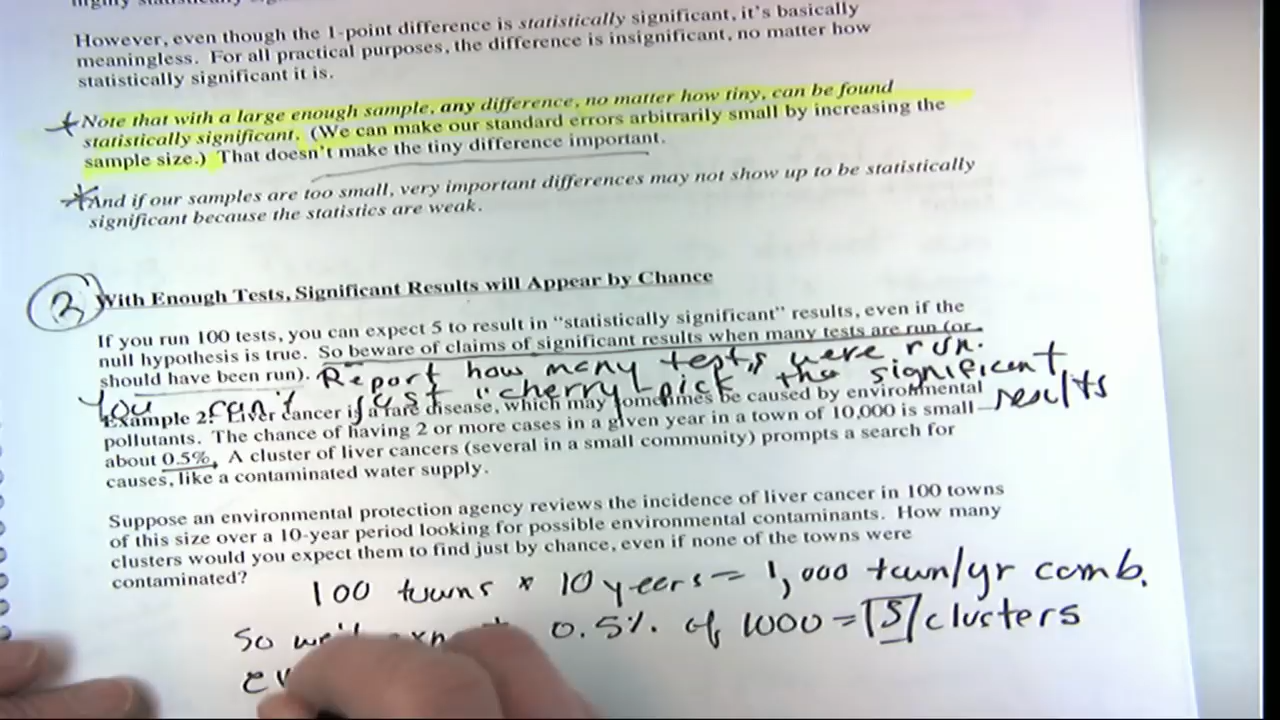 highly statistic
However, even though the 1-point difference is statistically significant, it's basically
meaningless. For all practical purposes, the difference is insignificant, no matter how
statistically significant it is.
Note that with a large enough sample, any difference, no matter how tiny, can be found
statistically significant. (We can make our standard errors arbitrarily small by increasing the
sample size.) That doesn't make the tiny difference important.
And if our samples are too small, very important differences may not show up to be statistically
significant because the statistics are weak.
2) With Enough Tests, Significant Results will Appear by Chance
If you run 100 tests, you can expect 5 to result in "statistically significant" results, even if the
null hypothesis is true. So beware of claims of significant results when many tests are run (or
should have been run). Report how many tests were run.
You can't just "cherry pick" the significant
results
Example 2: Liver cancer is a rare disease, which may sometimes be caused by environmental
pollutants. The chance of having 2 or more cases in a given year in a town of 10,000 is small
about 0.5%. A cluster of liver cancers (several in a small community) prompts a search for
causes, like a contaminated water supply.
Suppose an environmental protection agency reviews the incidence of liver cancer in 100 towns
of this size over a 10-year period looking for possible environmental contaminants. How many
clusters would you expect them to find just by chance, even if none of the towns were
contaminated?
100 towns * 10 years = 1,000 town/yr comb.
So we'll 0.5% of 1000 = 5 clusters
ev